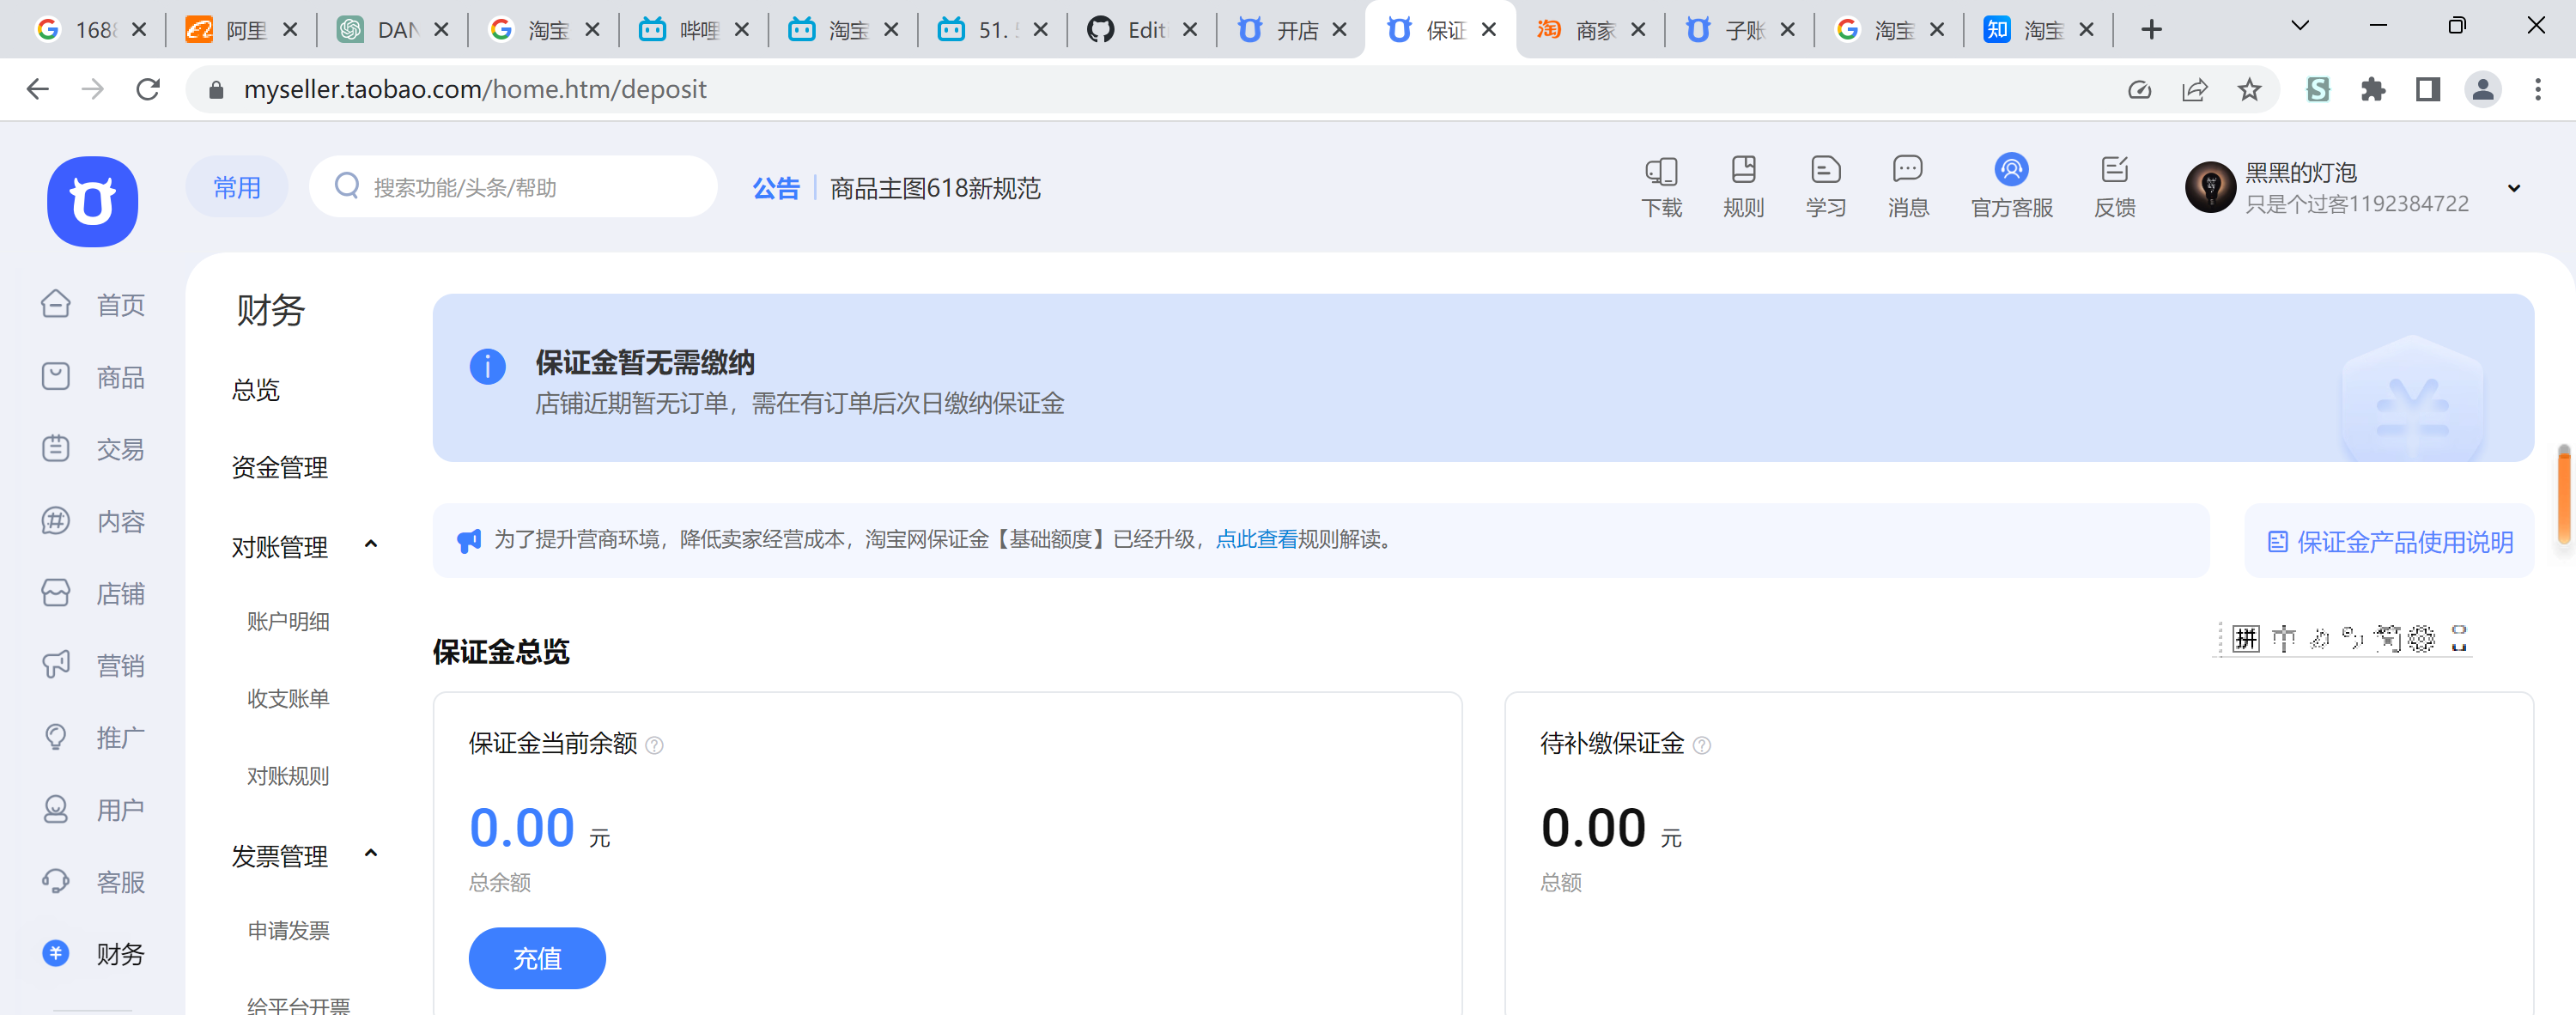 168
阿里
DAN
淘宝
哔哩
淘宝
51.
Edit
开店
保证
商家
子账
淘宝
淘宝
myseller.taobao.com/home.htm/deposit
常用
搜索功能/头条/帮助
公告
商品主图618新规范
下载
规则
学习
消息
官方客服
反馈
黑黑的灯泡
只是个过客1192384722
首页
商品
交易
内容
店铺
营销
推广
用户
客服
财务
财务
总览
资金管理
对账管理
账户明细
收支账单
对账规则
发票管理
申请发票
给平台开票
保证金暂无需缴纳
店铺近期暂无订单，需在有订单后次日缴纳保证金
为了提升营商环境，降低卖家经营成本，淘宝网保证金【基础额度】已经升级，点此查看规则解读。
保证金产品使用说明
拼
保证金总览
保证金当前余额
0.00 元
总余额
充值
待补缴保证金
0.00 元
总额